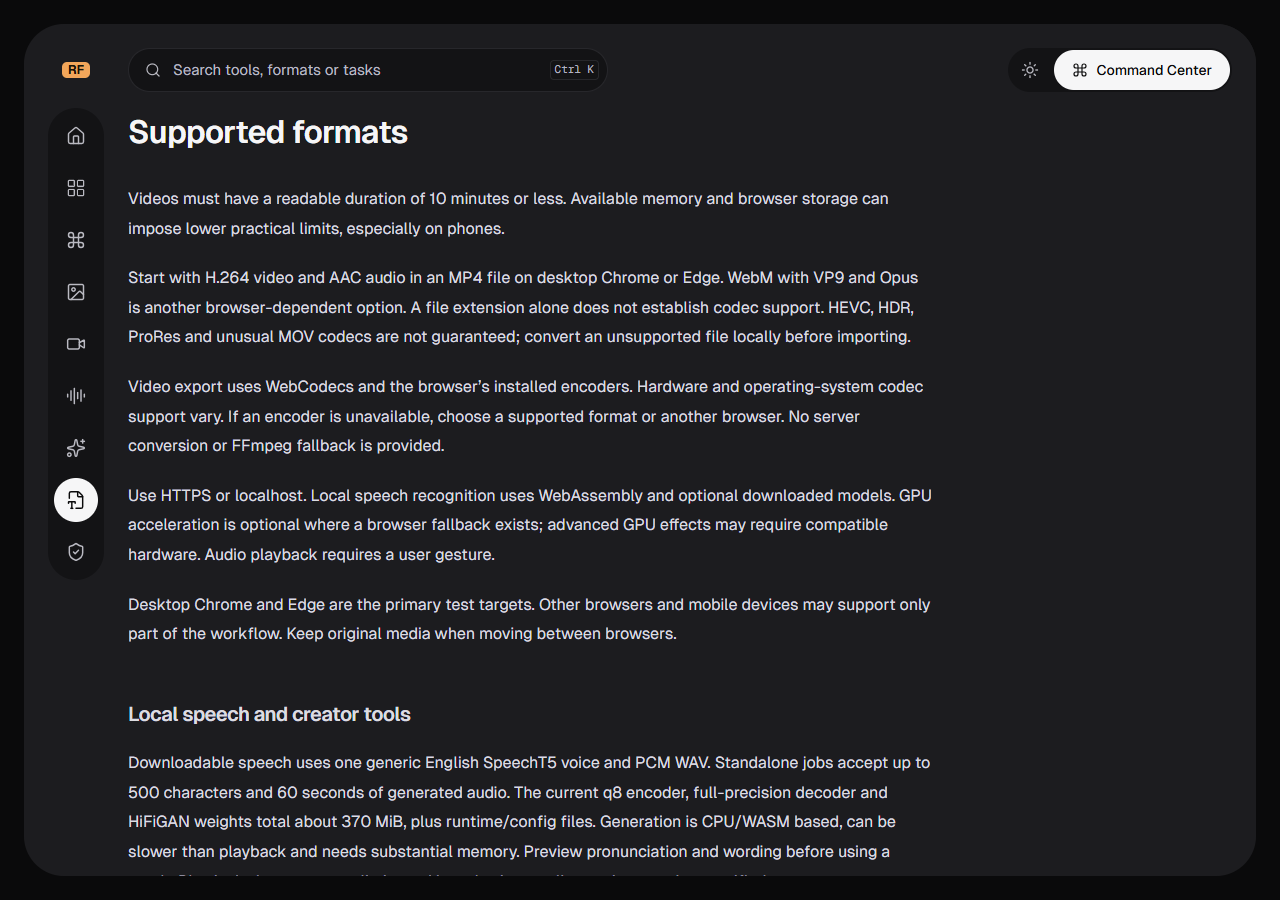 RF
Search tools, formats or tasks
Ctrl K
Command Center
Supported formats
Videos must have a readable duration of 10 minutes or less. Available memory and browser storage can
impose lower practical limits, especially on phones.
Start with H.264 video and AAC audio in an MP4 file on desktop Chrome or Edge. WebM with VP9 and Opus
is another browser-dependent option. A file extension alone does not establish codec support. HEVC, HDR,
ProRes and unusual MOV codecs are not guaranteed; convert an unsupported file locally before importing.
Video export uses WebCodecs and the browser’s installed encoders. Hardware and operating-system codec
support vary. If an encoder is unavailable, choose a supported format or another browser. No server
conversion or FFmpeg fallback is provided.
Use HTTPS or localhost. Local speech recognition uses WebAssembly and optional downloaded models. GPU
acceleration is optional where a browser fallback exists; advanced GPU effects may require compatible
hardware. Audio playback requires a user gesture.
Desktop Chrome and Edge are the primary test targets. Other browsers and mobile devices may support only
part of the workflow. Keep original media when moving between browsers.
Local speech and creator tools
Downloadable speech uses one generic English SpeechT5 voice and PCM WAV. Standalone jobs accept up to
500 characters and 60 seconds of generated audio. The current q8 encoder, full-precision decoder and
HiFiGAN weights total about 370 MiB, plus runtime/config files. Generation is CPU/WASM based, can be
slower than playback and needs substantial memory. Preview pronunciation and wording before using a